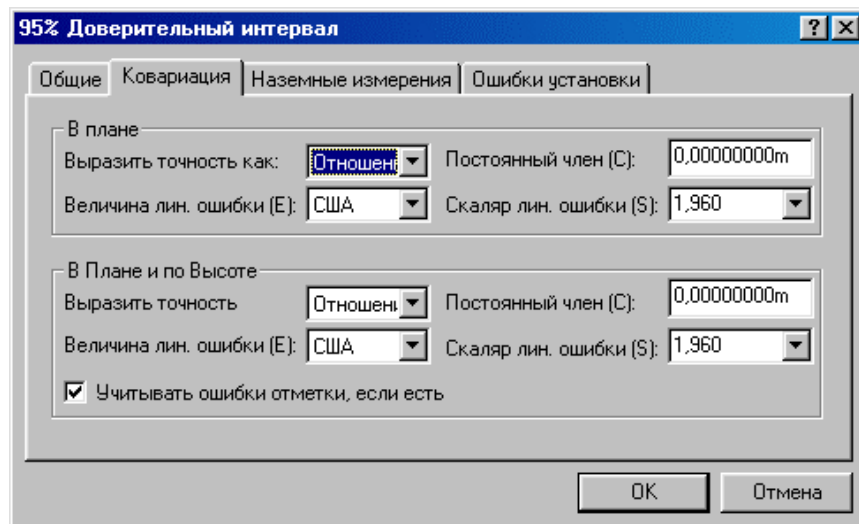 95% Доверительный интервал
Общие Ковариация Наземные измерения Ошибки установки
В плане
Выразить точность как: Отношени Постоянный член (C): 0,00000000m
Величина лин. ошибки (E): США Скаляр лин. ошибки (S): 1,960
В Плане и по Высоте
Выразить точность Отношени Постоянный член (C): 0,00000000m
Величина лин. ошибки (E): США Скаляр лин. ошибки (S): 1,960
Учитывать ошибки отметки, если есть
OK Отмена